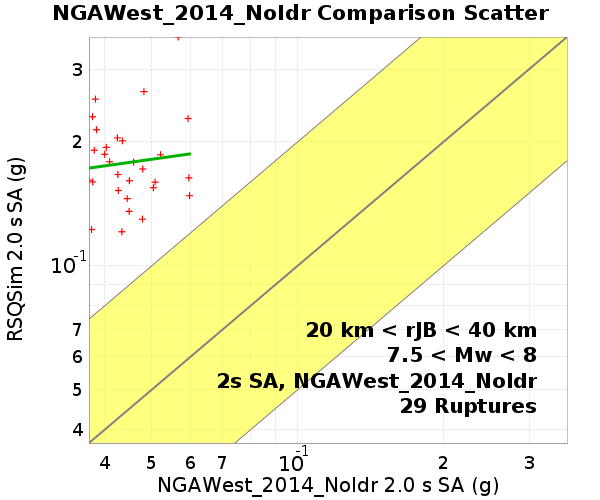 NGAWest_2014_NoIdr Comparison Scatter
RSQSim 2.0 s SA (g)
3
2
10-1
7
6
5
4
20 km < rJB < 40 km
7.5 < Mw < 8
2s SA, NGAWest_2014_NoIdr
29 Ruptures
4 5 6 7 10-1 2 3
NGAWest_2014_NoIdr 2.0 s SA (g)